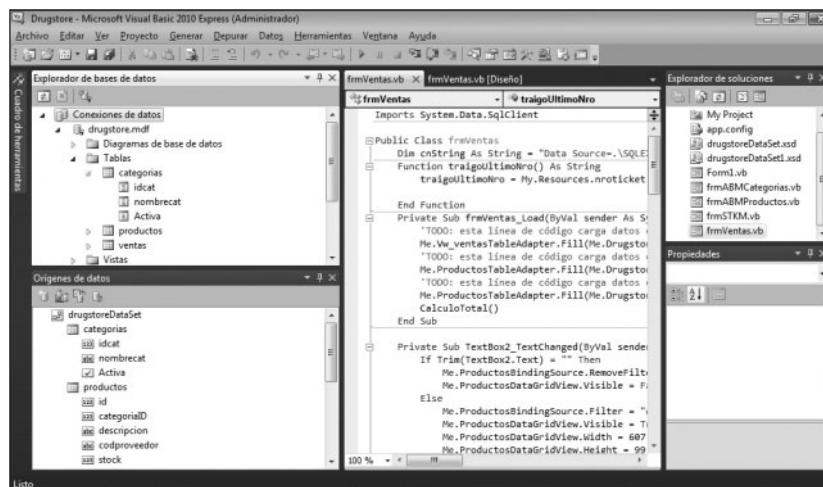 Drugstore - Microsoft Visual Basic 2010 Express (Administrador)
Archivo Editar Ver Proyecto Generar Depurar Datos Herramientas Ventana Ayuda
Cuadro de herramientas
Explorador de bases de datos
Conexiones de datos
drugstore.mdf
Diagramas de base de datos
Tablas
categorias
idcat
nombrecat
Activa
productos
ventas
Vistas
Orígenes de datos
drugstoreDataSet
categorias
idcat
nombrecat
Activa
productos
id
categoriaID
descripcion
codproveedor
stock
frmVentas.vb frmVentas.vb [Diseño]
frmVentas traigoUltimoNro
Imports System.Data.SqlClient
Public Class frmVentas
Dim cnString As String = "Data Source=.\SQLE
Function traigoUltimoNro() As String
traigoUltimoNro = My.Resources.nroticket
End Function
Private Sub frmVentas_Load(ByVal sender As Sy
'TODO: esta línea de código carga datos
Me.Vw_ventasTableAdapter.Fill(Me.Drugsto
'TODO: esta línea de código carga datos
Me.ProductosTableAdapter.Fill(Me.Drugsto
'TODO: esta línea de código carga datos
Me.ProductosTableAdapter.Fill(Me.Drugsto
CalculoTotal()
End Sub
Private Sub TextBox2_TextChanged(ByVal sende
If Trim(TextBox2.Text) = "" Then
Me.ProductosBindingSource.RemoveFilt
Me.ProductosDataGridView.Visible = Fa
Else
Me.ProductosBindingSource.Filter = "
Me.ProductosDataGridView.Visible = T
Me.ProductosDataGridView.Width = 607
Me.ProductosDataGridView.Height = 99
100 %
Explorador de soluciones
My Project
app.config
drugstoreDataSet.xsd
drugstoreDataSet1.xsd
Form1.vb
frmABMCategorias.vb
frmABMProductos.vb
frmSTKM.vb
frmVentas.vb
Propiedades
Listo